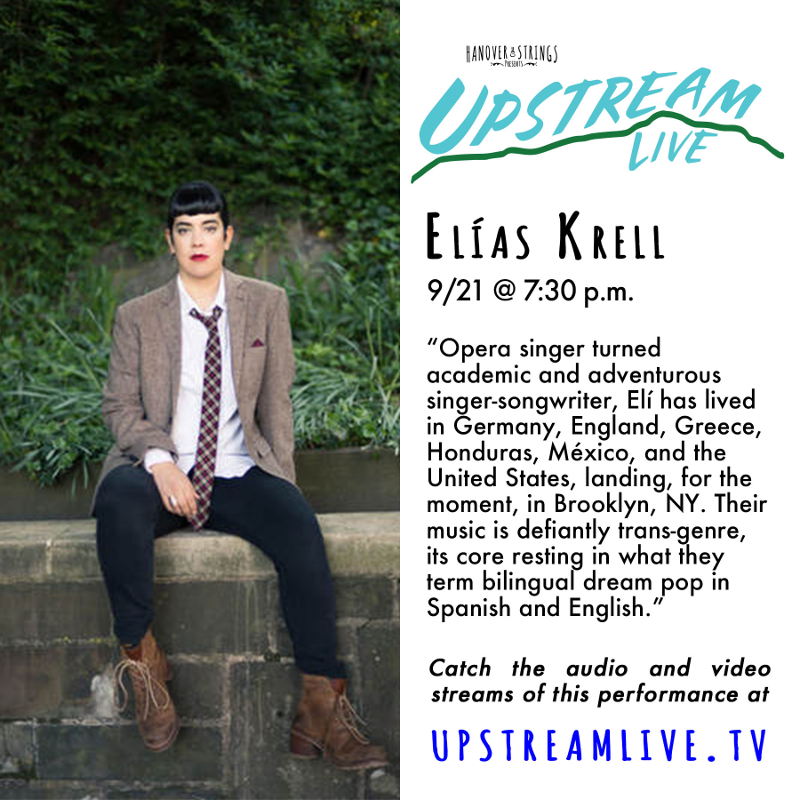 HANOVER & STRINGS
PRESENTS
UPSTREAM
LIVE
ELÍAS KRELL
9/21 @ 7:30 p.m.
“Opera singer turned
academic and adventurous
singer-songwriter, Elí has lived
in Germany, England, Greece,
Honduras, México, and the
United States, landing, for the
moment, in Brooklyn, NY. Their
music is defiantly trans-genre,
its core resting in what they
term bilingual dream pop in
Spanish and English.”
Catch the audio and video
streams of this performance at
UPSTREAMLIVE.TV